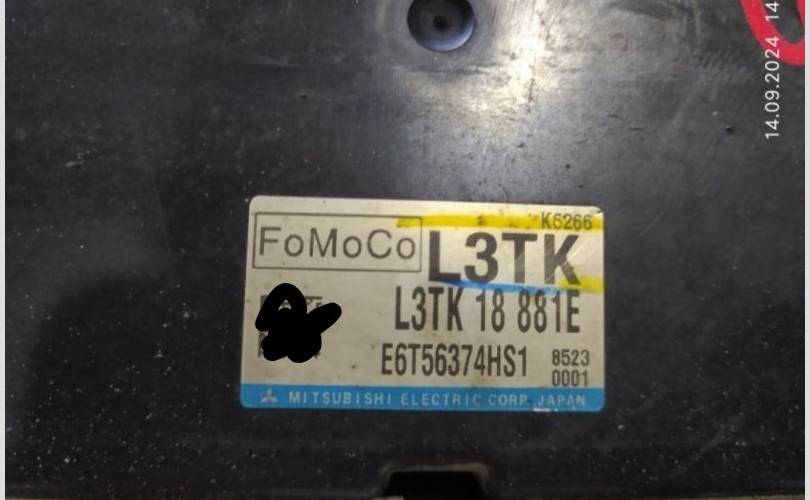 14.09.2024 14
K6266
FoMoCo L3TK
L3TK 18 881E
E6T56374HS1 8523
0001
MITSUBISHI ELECTRIC CORP. JAPAN